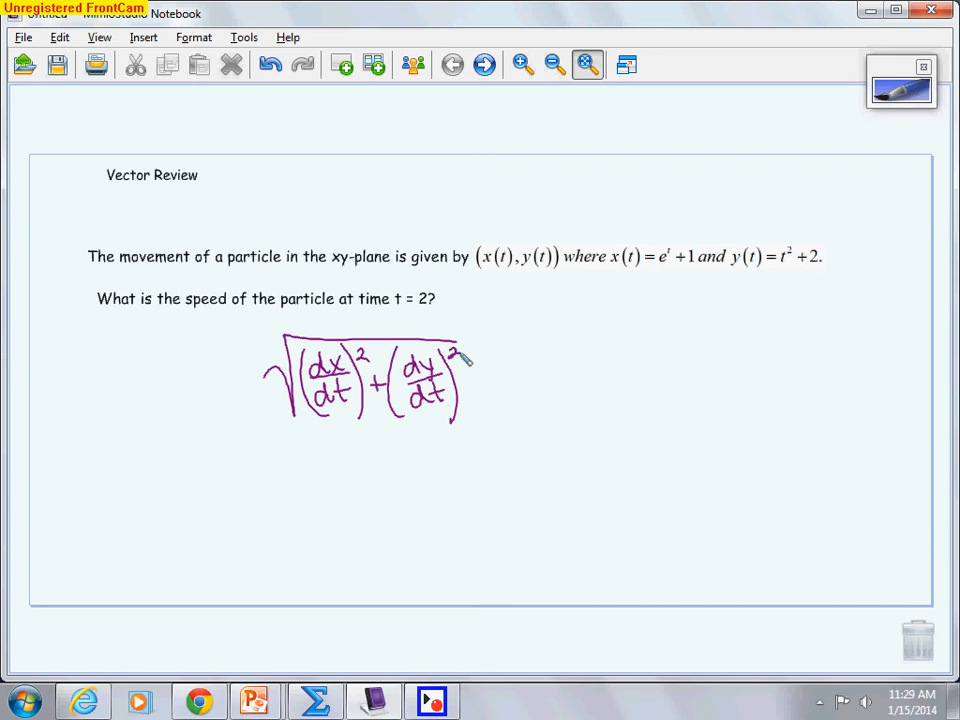 Unregistered FrontCam
Untitled - MimioStudio Notebook
File Edit View Insert Format Tools Help
Vector Review
The movement of a particle in the xy-plane is given by (x(t), y(t)) where x(t) = e^t + 1 and y(t) = t² + 2.
What is the speed of the particle at time t = 2?
√((dx/dt)² + (dy/dt)²)
11:29 AM
1/15/2014